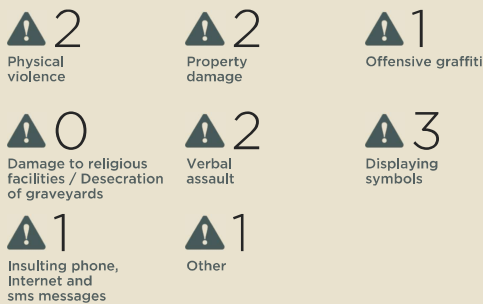 2
Physical
violence
2
Property
damage
1
Offensive graffiti
0
Damage to religious
facilities / Desecration
of graveyards
2
Verbal
assault
3
Displaying
symbols
1
Insulting phone,
Internet and
sms messages
1
Other